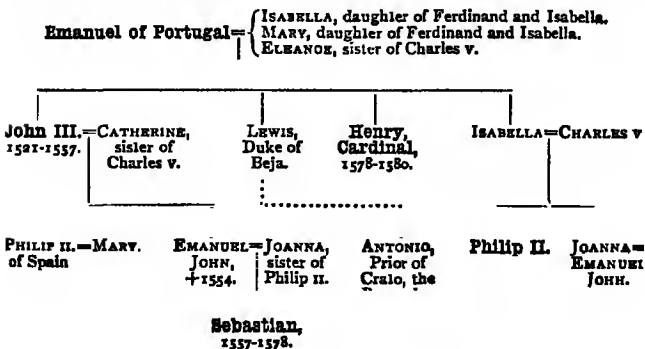 Emanuel of Portugal= { ISABELLA, daughter of Ferdinand and Isabella.
MARY, daughter of Ferdinand and Isabella.
ELEANOR, sister of Charles V.
John III.=CATHERINE,
1521-1557.
sister of
Charles V.
LEWIS,
Duke of
Beja.
Henry,
Cardinal,
1578-1580.
ISABELLA=CHARLES V
PHILIP II.=MARY.
of Spain
EMANUEL=JOANNA,
JOHN,
+1554.
sister of
Philip II.
ANTONIO,
Prior of
Crato, the
Philip II.
JOANNA=
EMANUEL
JOHN.
Sebastian,
1557-1578.